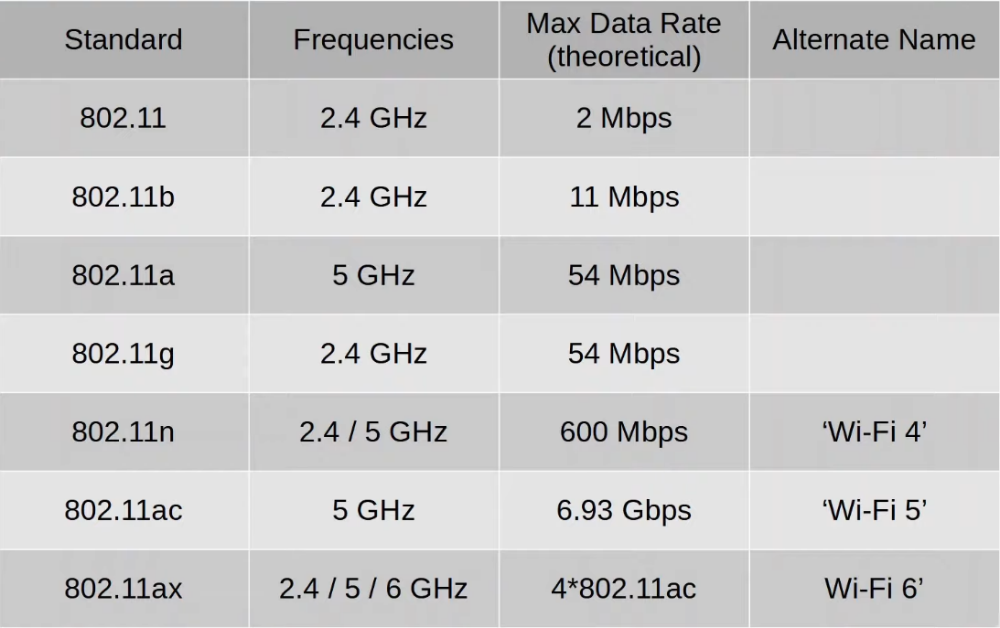 Standard Frequencies Max Data Rate (theoretical) Alternate Name
802.11 2.4 GHz 2 Mbps
802.11b 2.4 GHz 11 Mbps
802.11a 5 GHz 54 Mbps
802.11g 2.4 GHz 54 Mbps
802.11n 2.4 / 5 GHz 600 Mbps ‘Wi-Fi 4’
802.11ac 5 GHz 6.93 Gbps ‘Wi-Fi 5’
802.11ax 2.4 / 5 / 6 GHz 4*802.11ac Wi-Fi 6’